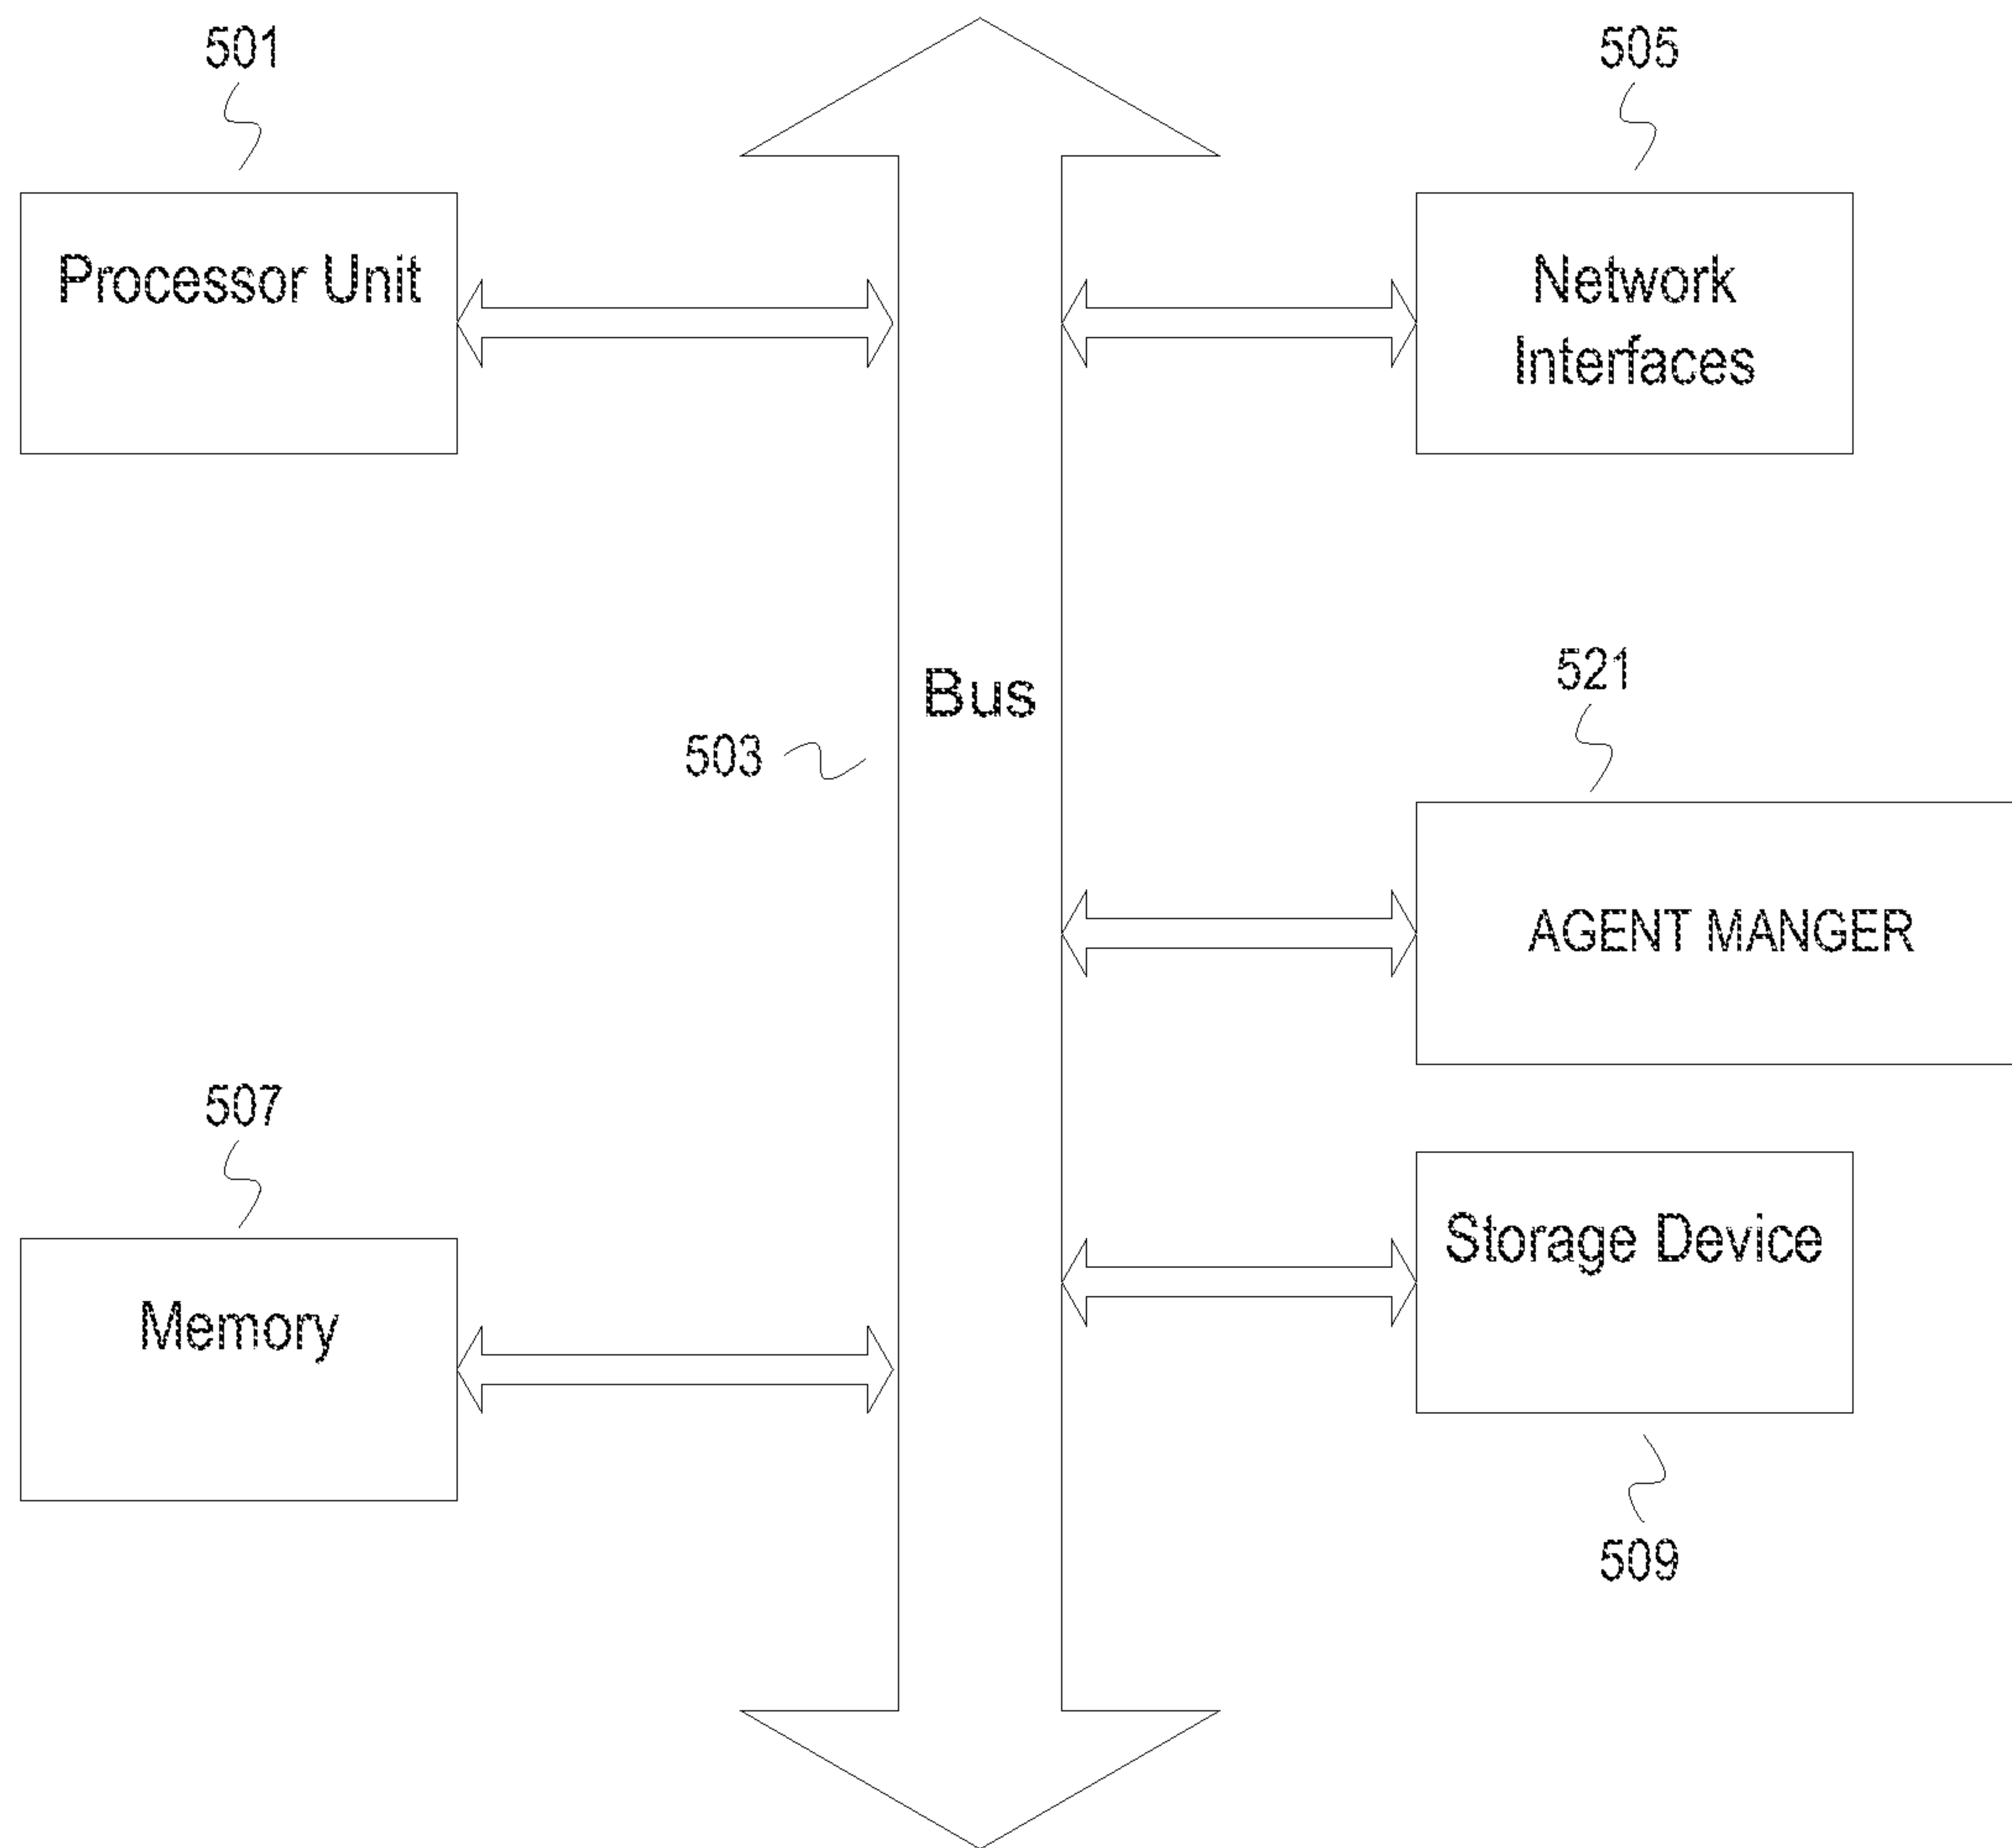 501
505
Processor Unit
Network
Interfaces
521
Bus
503
AGENT MANGER
507
Storage Device
Memory
509